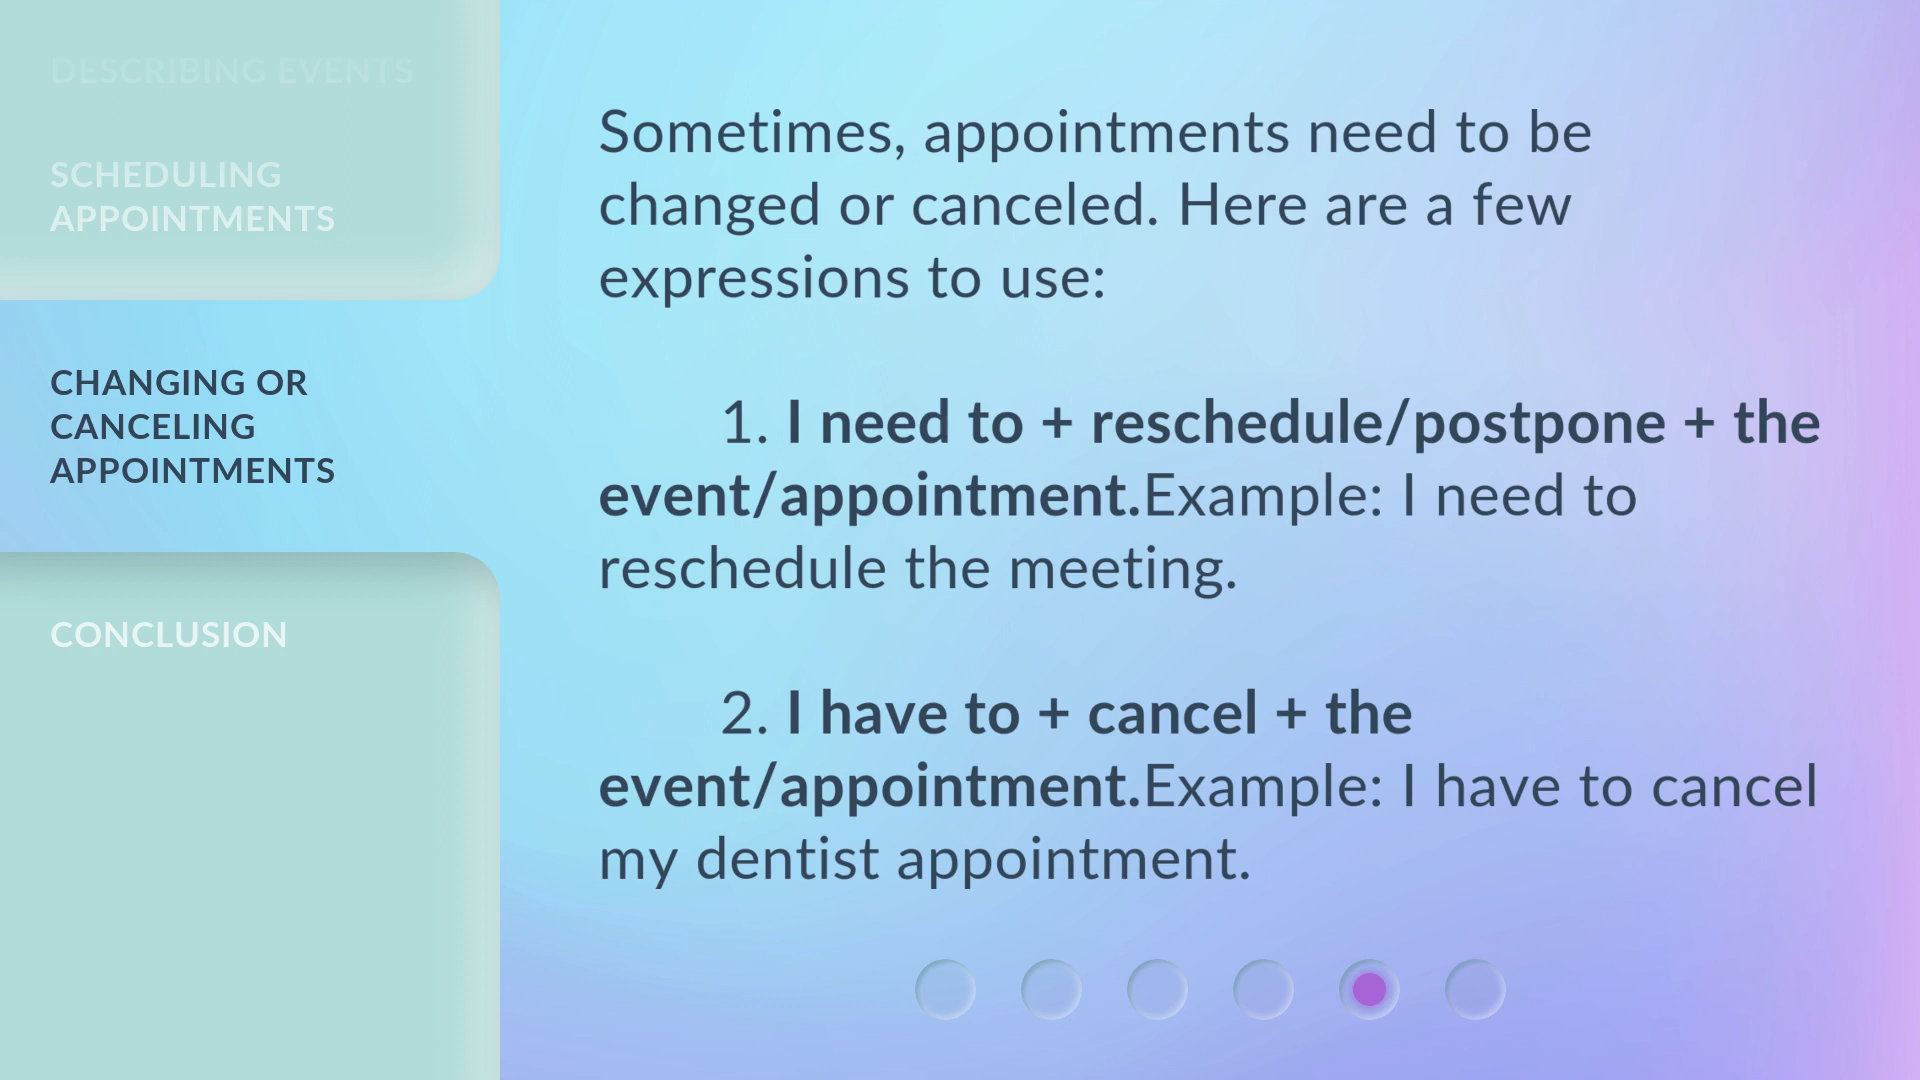 DESCRIBING EVENTS
SCHEDULING
APPOINTMENTS
CHANGING OR
CANCELING
APPOINTMENTS
CONCLUSION
Sometimes, appointments need to be
changed or canceled. Here are a few
expressions to use:
1. I need to + reschedule/postpone + the
event/appointment.Example: I need to
reschedule the meeting.
2. I have to + cancel + the
event/appointment.Example: I have to cancel
my dentist appointment.